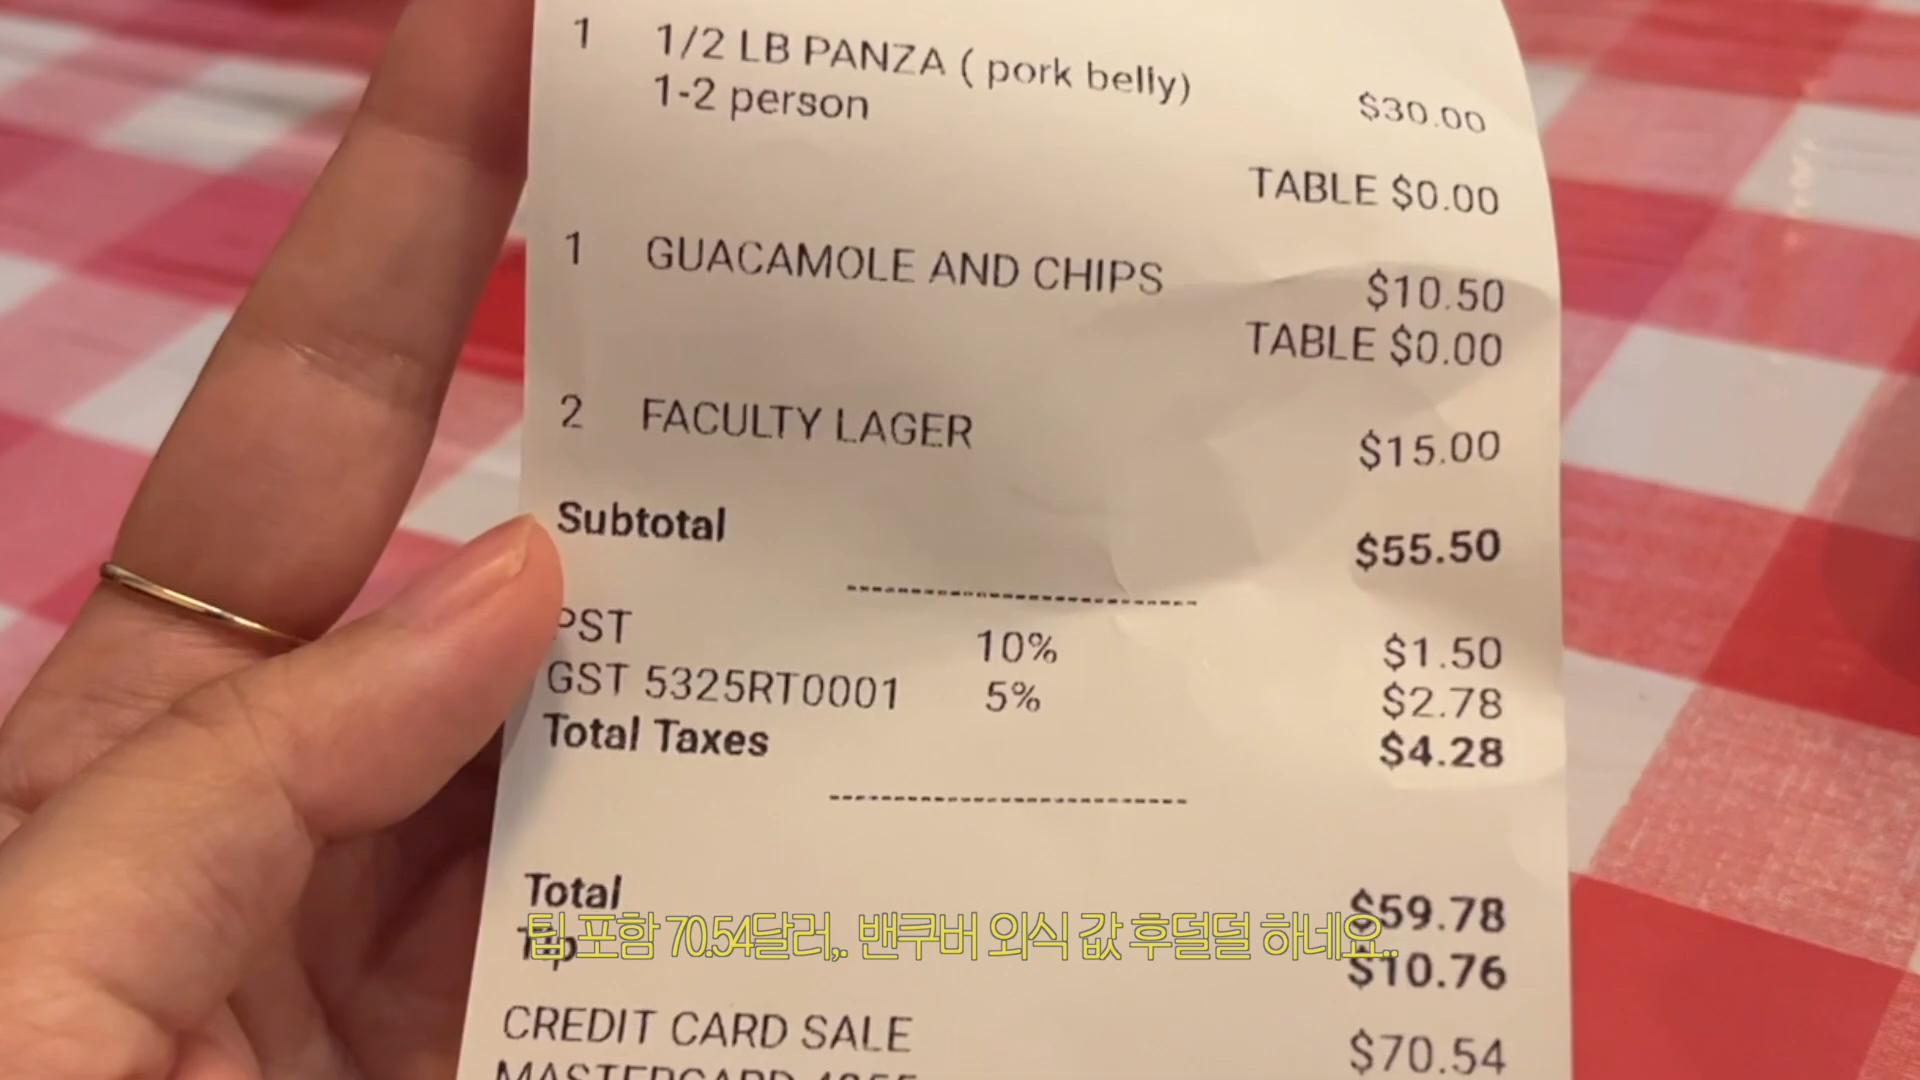 1 1/2 LB PANZA ( pork belly)
1-2 person $30.00
TABLE $0.00
1 GUACAMOLE AND CHIPS $10.50
TABLE $0.00
2 FACULTY LAGER $15.00
Subtotal $55.50
PST 10% $1.50
GST 5325RT0001 5% $2.78
Total Taxes $4.28
Total $59.78
팁 포함 70.54달러,. 밴쿠버 외식 값 후덜덜 하네요..
Tip $10.76
CREDIT CARD SALE $70.54
MASTERCARD